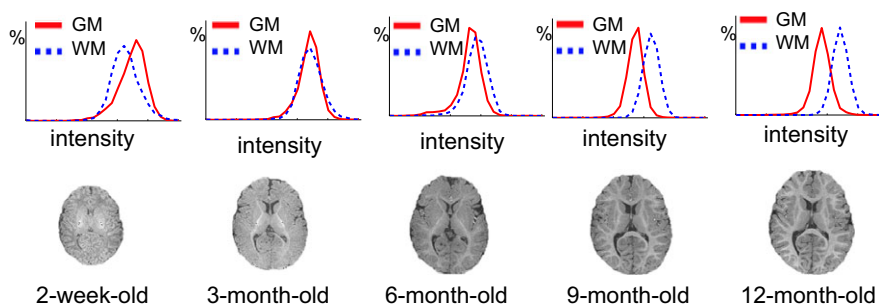 GM
WM
%
intensity
GM
WM
%
intensity
GM
WM
%
intensity
GM
WM
%
intensity
GM
WM
%
intensity
2-week-old
3-month-old
6-month-old
9-month-old
12-month-old